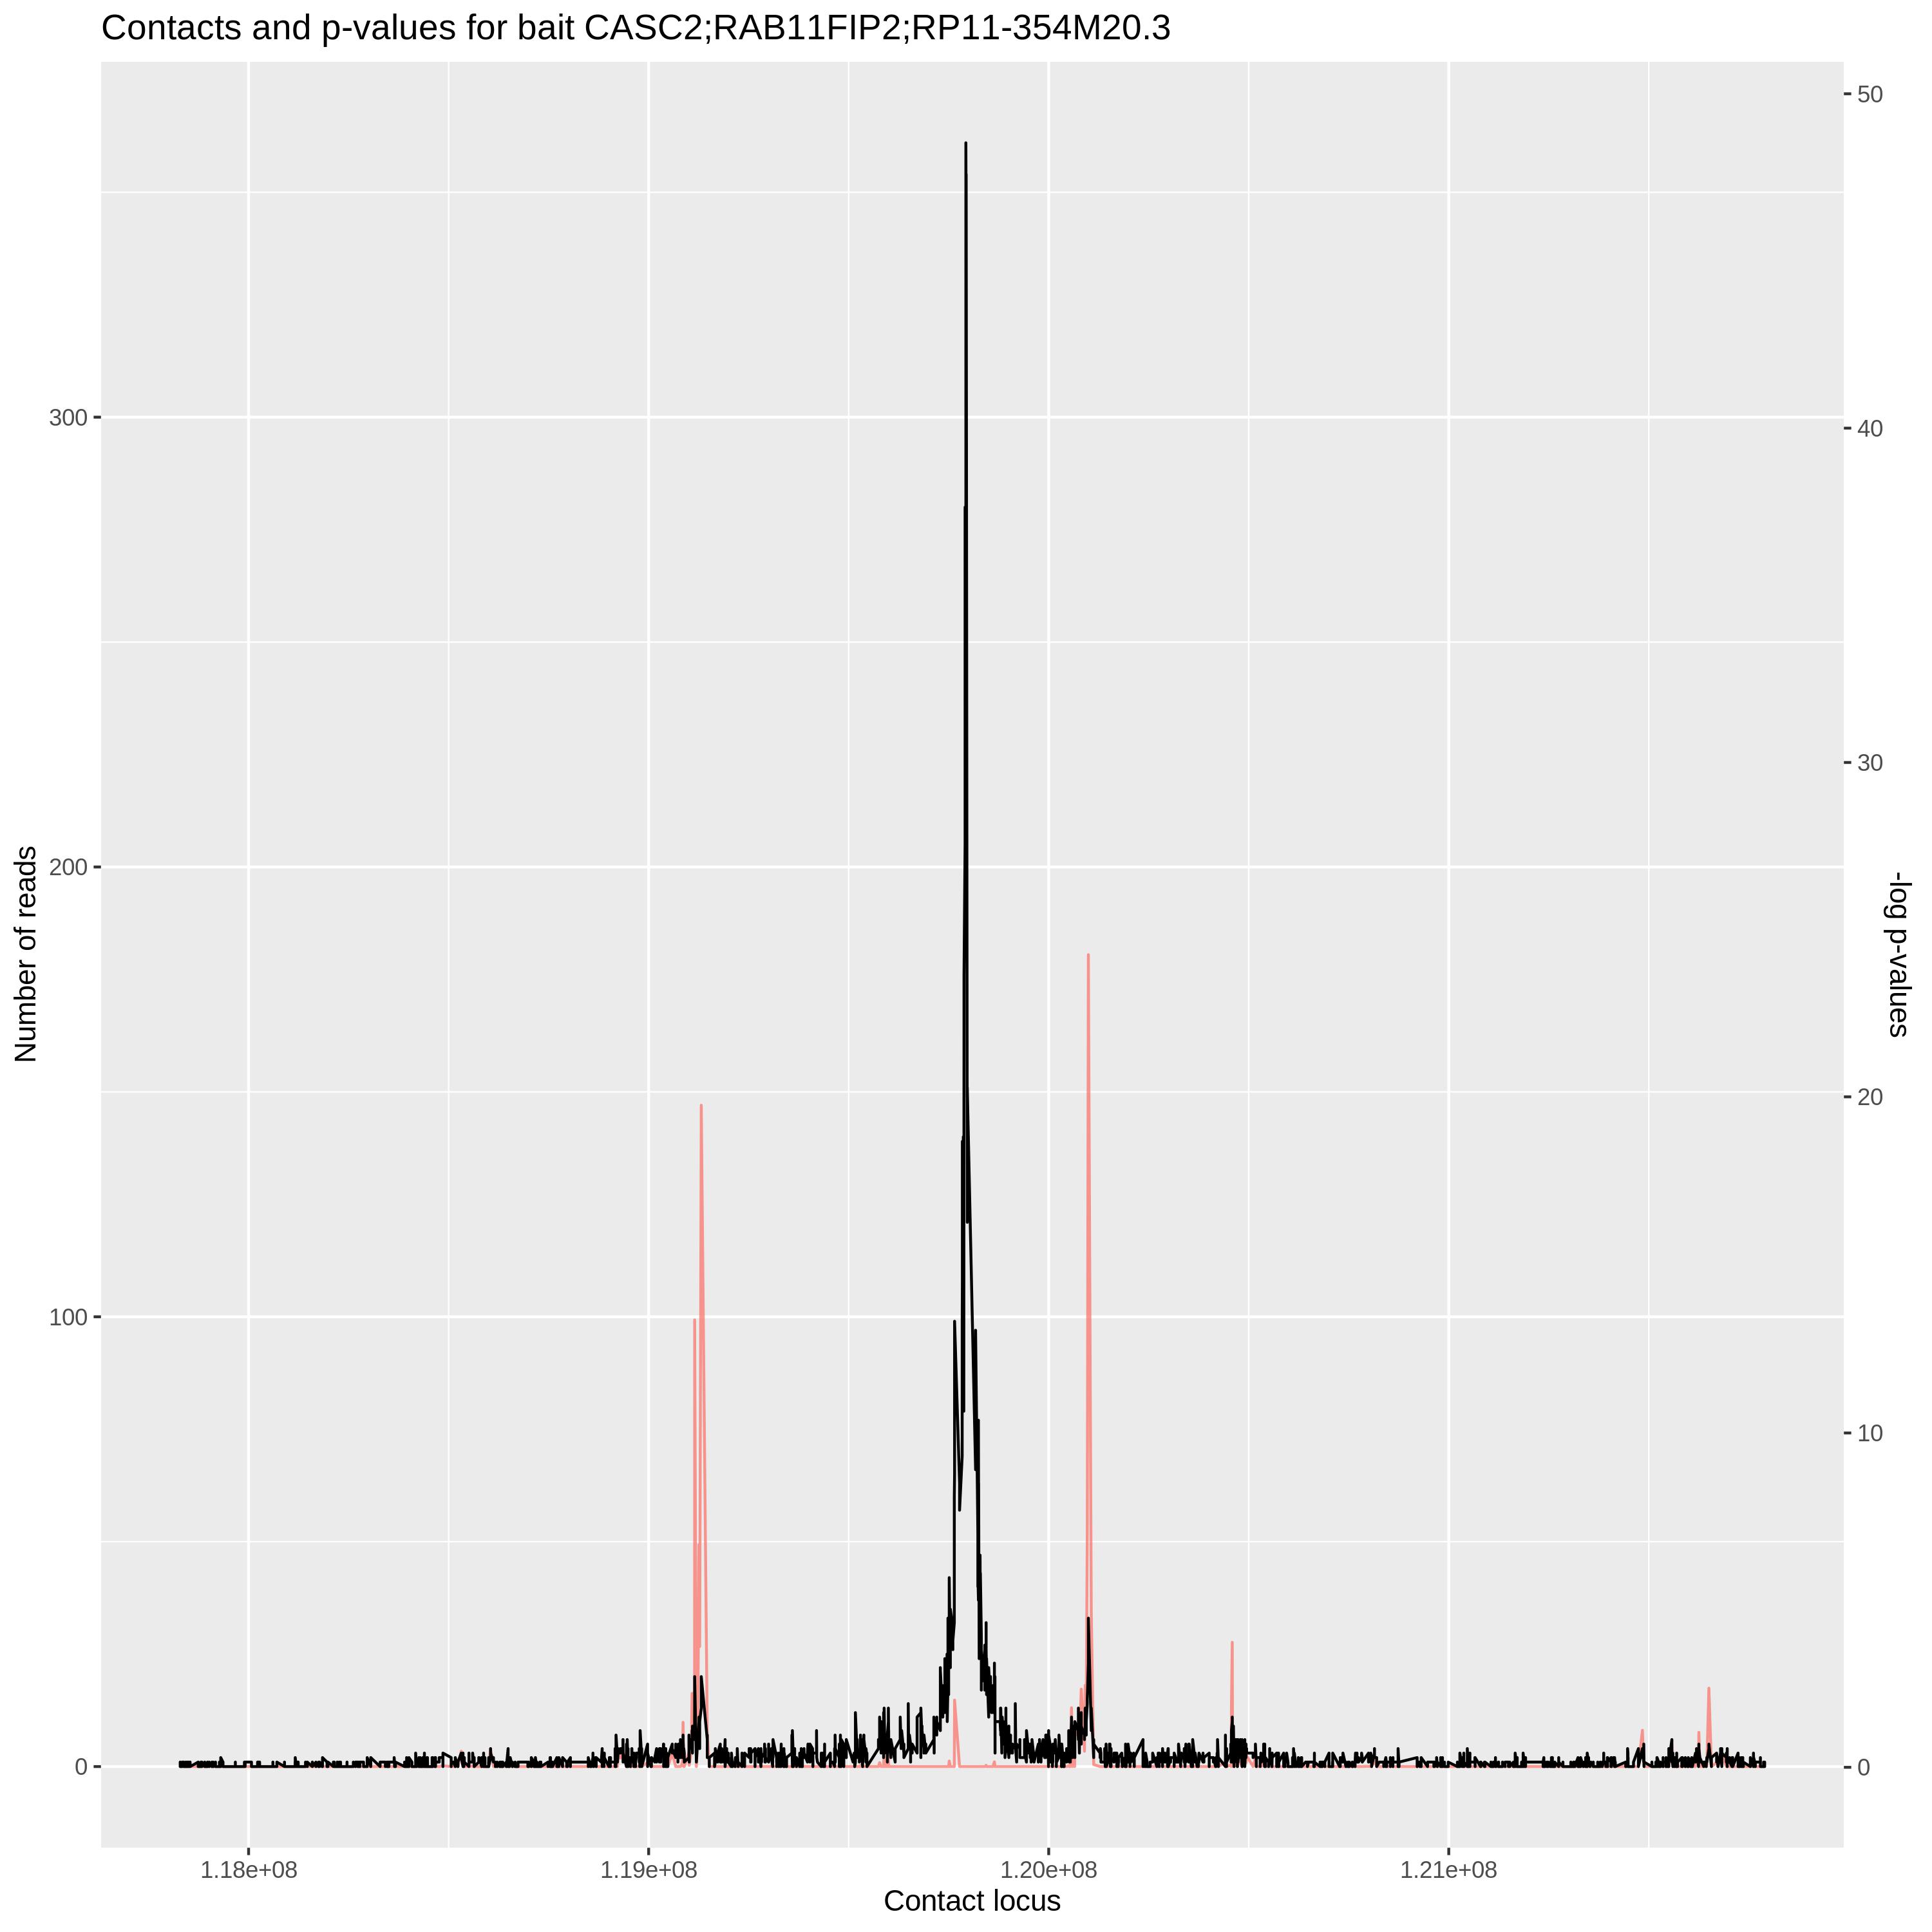 Contacts and p-values for bait CASC2;RAB11FIP2;RP11-354M20.3
Number of reads
300
200
100
0
50
40
30
20
10
0
-log p-values
1.18e+08 1.19e+08 1.20e+08 1.21e+08
Contact locus